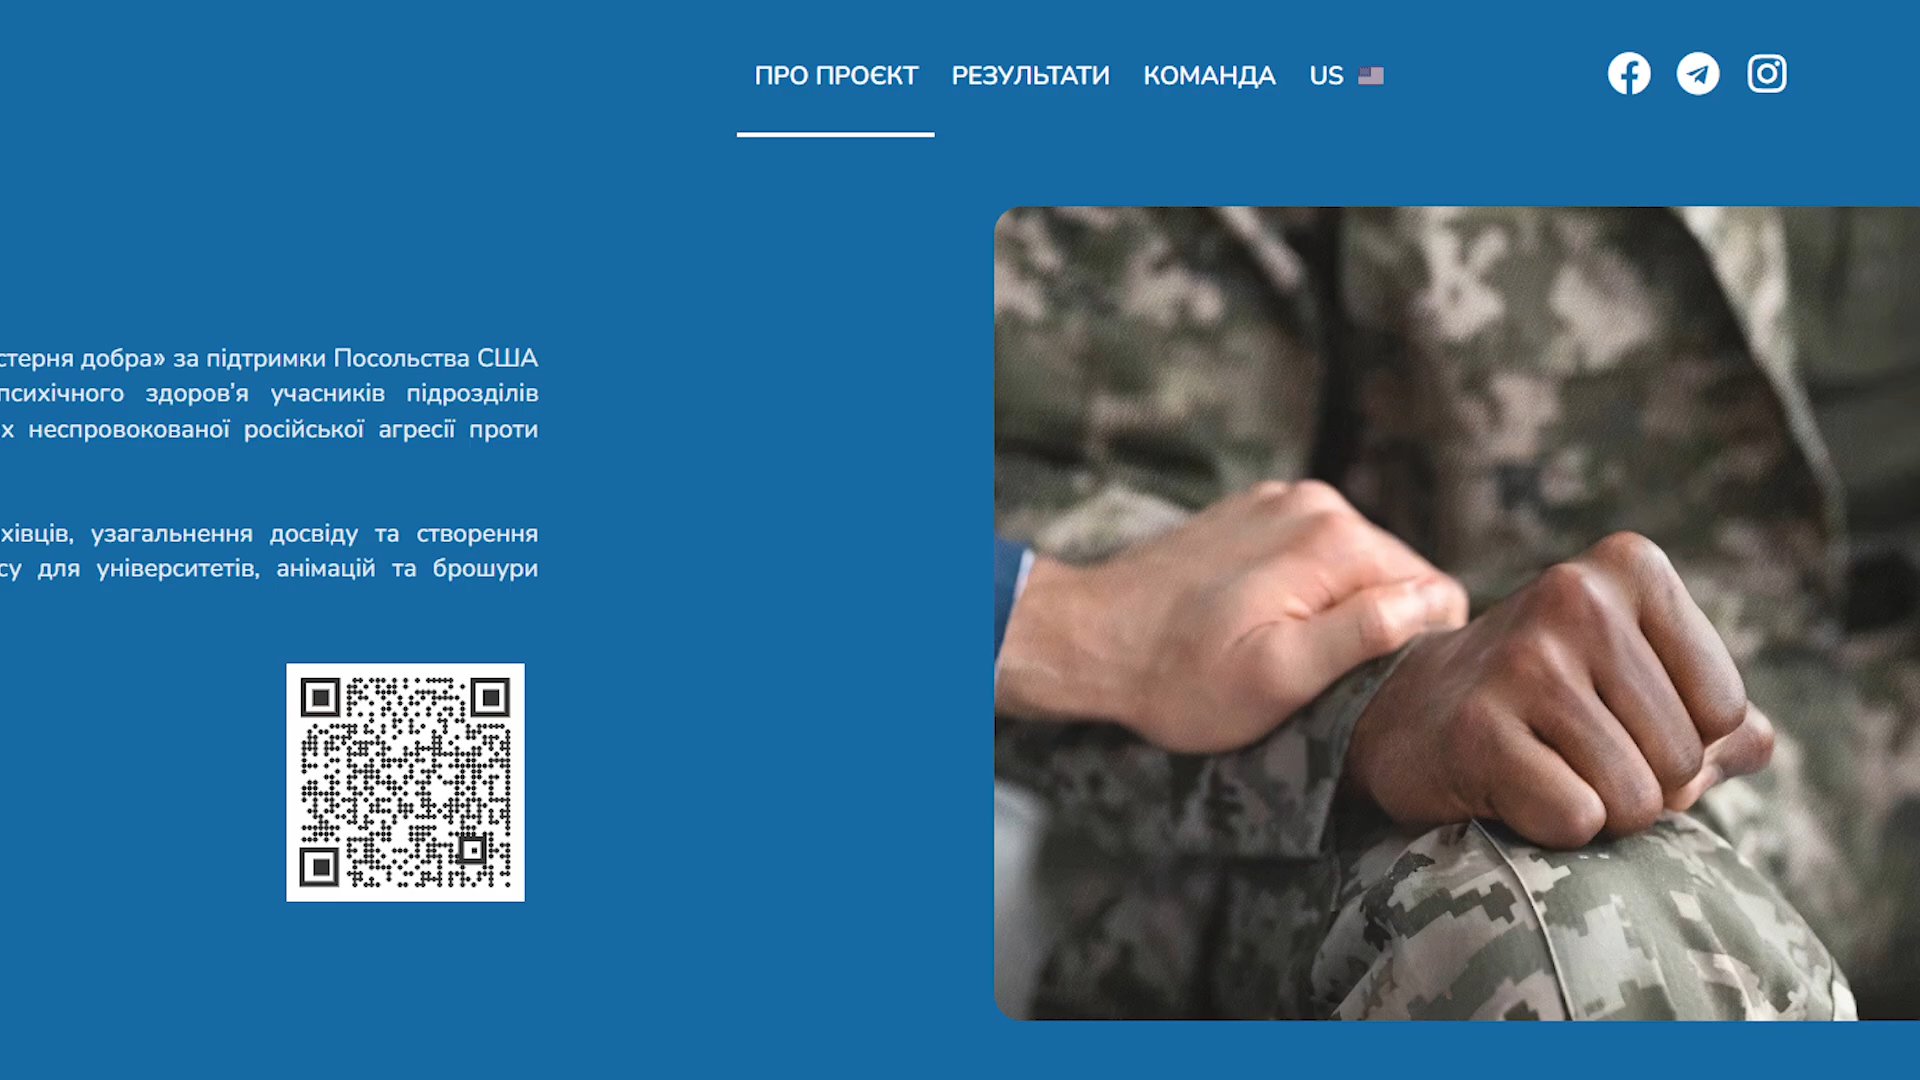 ПРО ПРОЄКТ РЕЗУЛЬТАТИ КОМАНДА US
стерня добра» за підтримки Посольства США
психічного здоров’я учасників підрозділів
х неспровокованої російської агресії проти
хівців, узагальнення досвіду та створення
су для університетів, анімацій та брошури